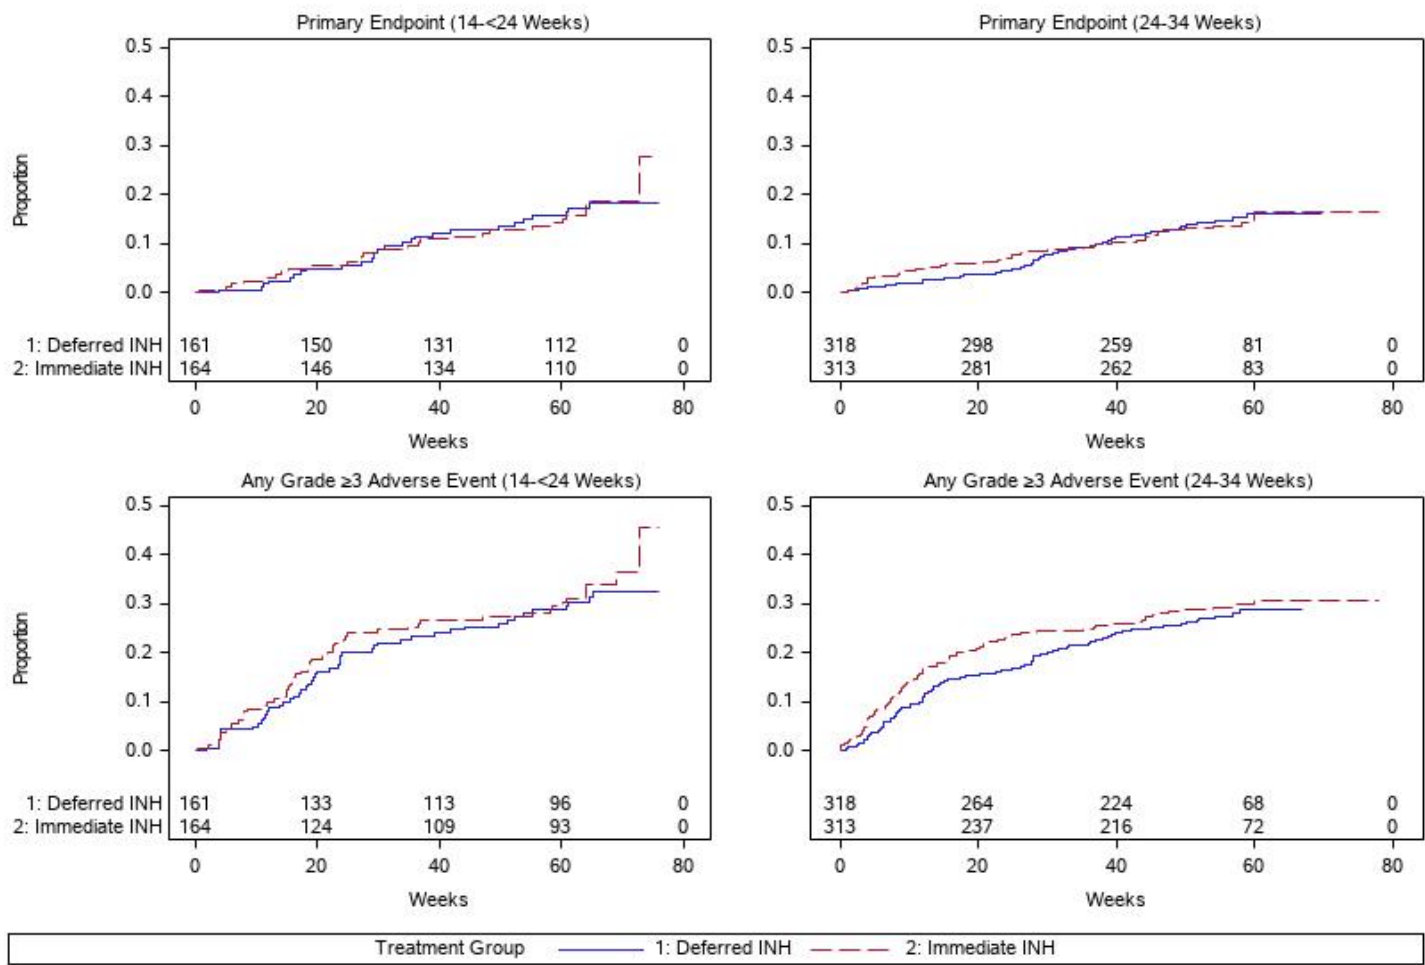 Primary Endpoint (14-<24 Weeks)
0.5
0.4
0.3
0.2
0.1
0.0
Proportion
1: Deferred INH 161 150 131 112 0
2: Immediate INH 164 146 134 110 0
0 20 40 60 80
Weeks
Primary Endpoint (24-34 Weeks)
0.5
0.4
0.3
0.2
0.1
0.0
318 298 259 81 0
313 281 262 83 0
0 20 40 60 80
Weeks
Any Grade ≥3 Adverse Event (14-<24 Weeks)
0.5
0.4
0.3
0.2
0.1
0.0
Proportion
1: Deferred INH 161 133 113 96 0
2: Immediate INH 164 124 109 93 0
0 20 40 60 80
Weeks
Any Grade ≥3 Adverse Event (24-34 Weeks)
0.5
0.4
0.3
0.2
0.1
0.0
318 264 224 68 0
313 237 216 72 0
0 20 40 60 80
Weeks
Treatment Group 1: Deferred INH 2: Immediate INH